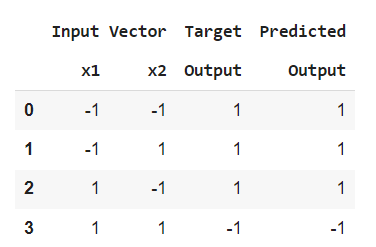 Input Vector Target Predicted
x1 x2 Output Output
0 -1 -1 1 1
1 -1 1 1 1
2 1 -1 1 1
3 1 1 -1 -1